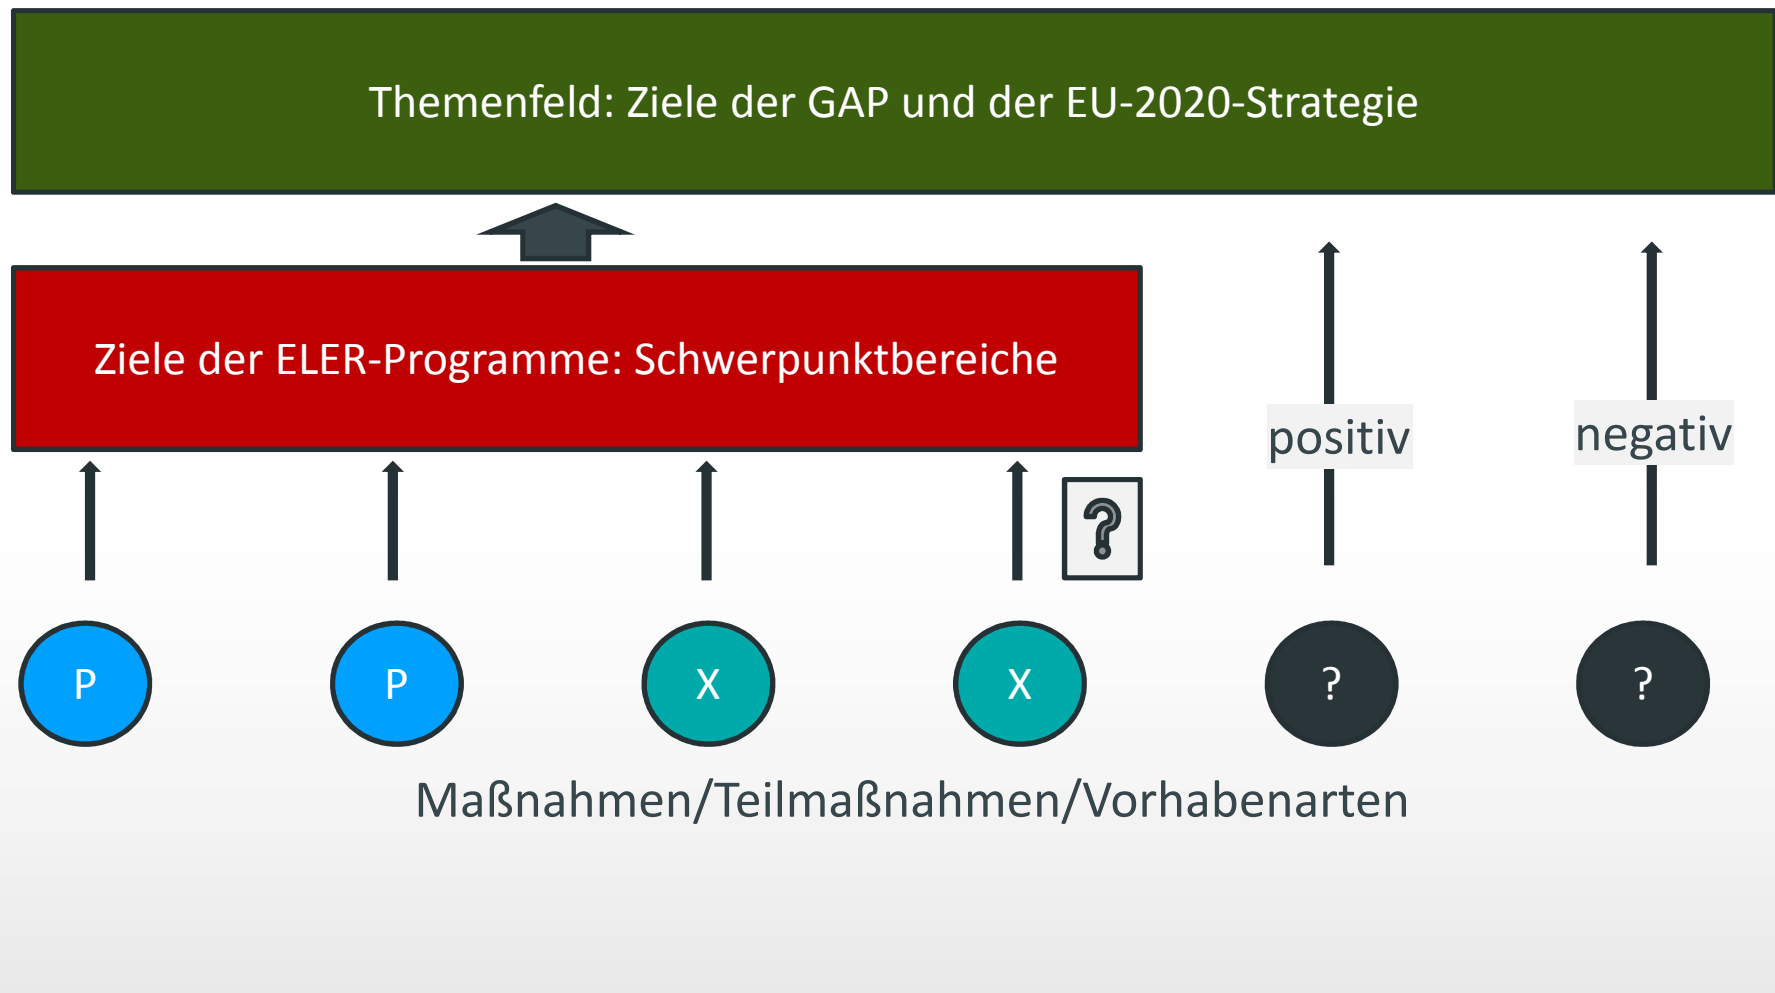 Themenfeld: Ziele der GAP und der EU-2020-Strategie
Ziele der ELER-Programme: Schwerpunktbereiche
positiv
negativ
?
P
P
X
X
?
?
Maßnahmen/Teilmaßnahmen/Vorhabenarten